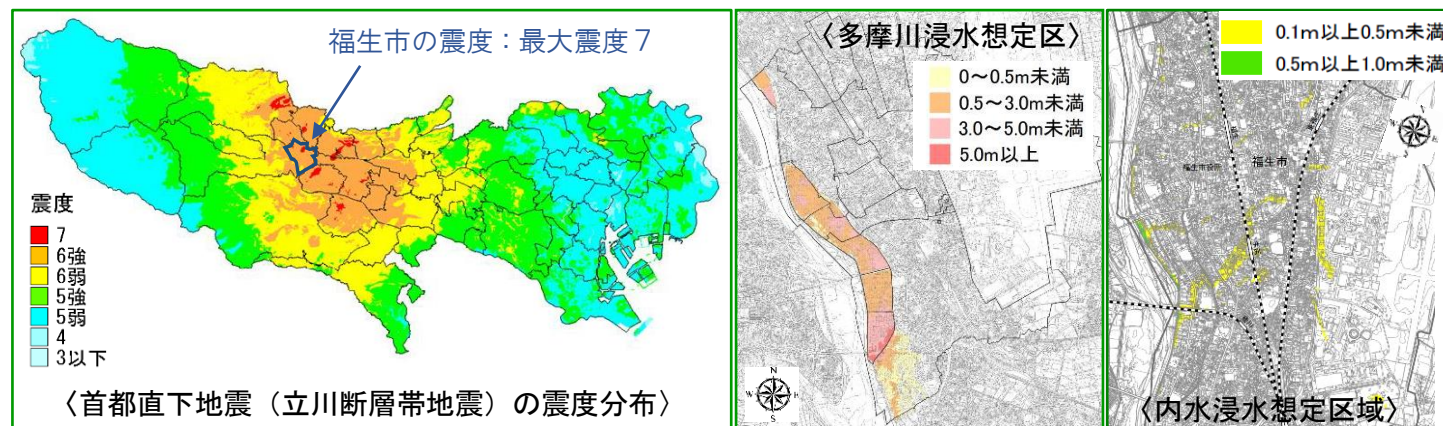 福生市の震度：最大震度７
震度
7
6強
6弱
5強
5弱
4
3以下
〈首都直下地震（立川断層帯地震）の震度分布〉
〈多摩川浸水想定区〉
0～0.5m未満
0.5～3.0m未満
3.0～5.0m未満
5.0m以上
N
W
E
S
0.1m以上0.5m未満
0.5m以上1.0m未満
福生市
福生市役所
〈内水浸水想定区域〉